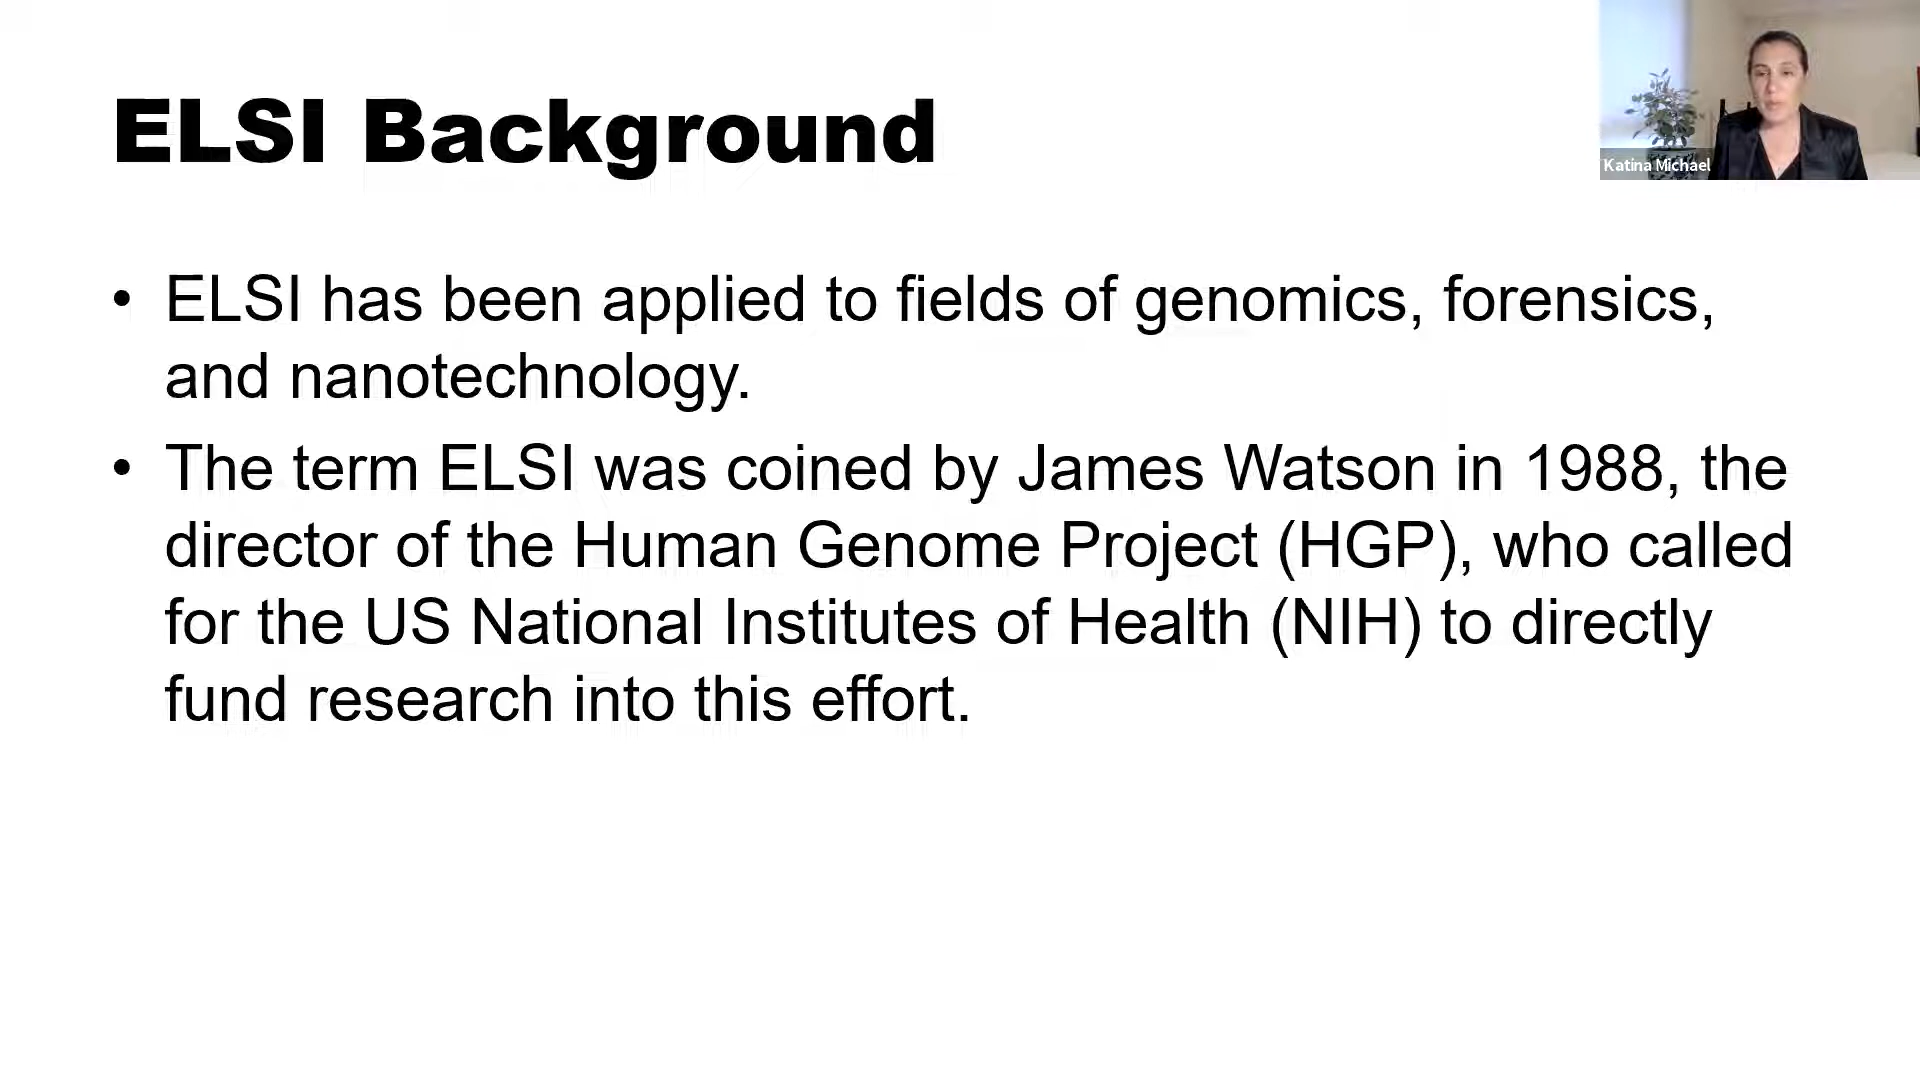 ELSI Background
Katina Michael
• ELSI has been applied to fields of genomics, forensics,
and nanotechnology.
• The term ELSI was coined by James Watson in 1988, the
director of the Human Genome Project (HGP), who called
for the US National Institutes of Health (NIH) to directly
fund research into this effort.